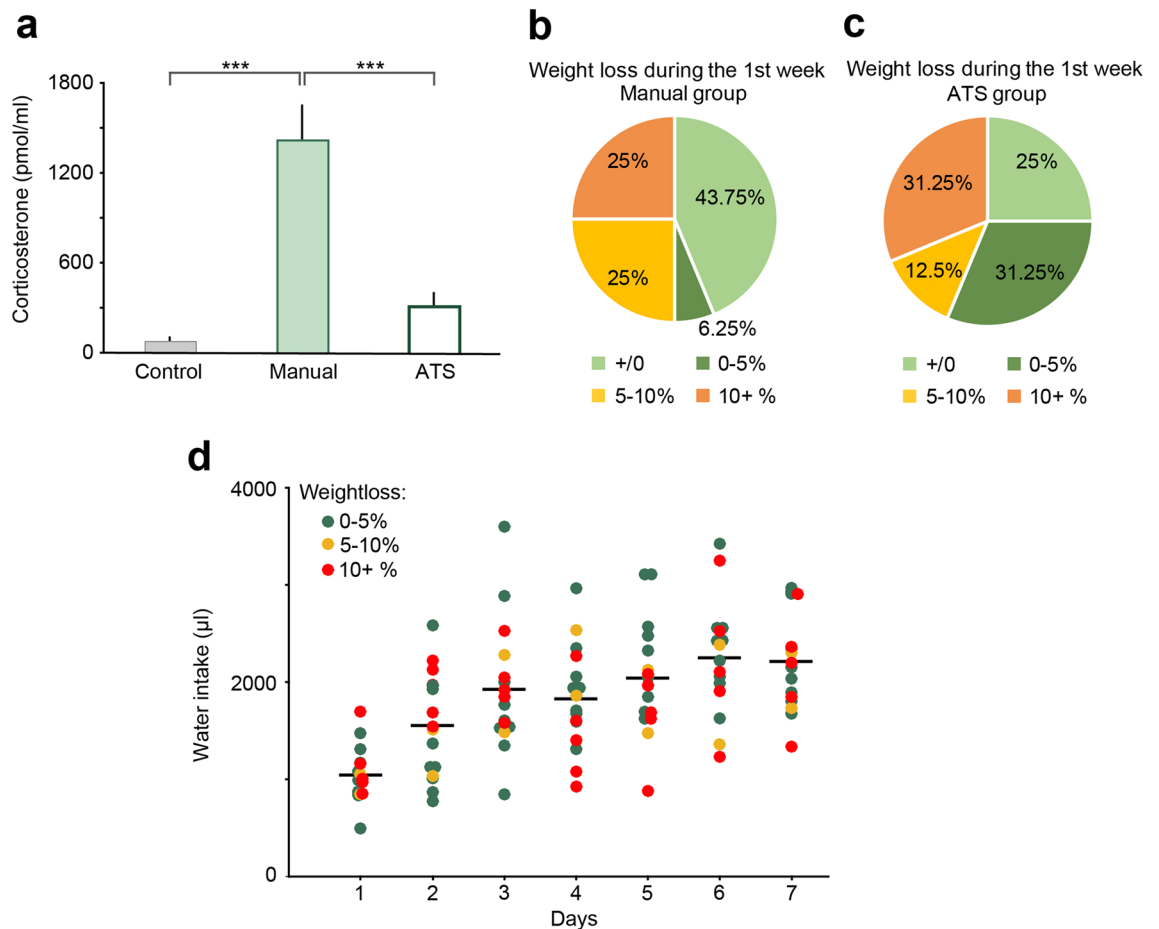 a
b
c
Corticosterone (pmol/ml)
1800
1200
600
0
***
***
Control
Manual
ATS
Weight loss during the 1st week
Manual group
25%
43.75%
25%
6.25%
+/0
0-5%
5-10%
10+ %
Weight loss during the 1st week
ATS group
31.25%
25%
12.5%
31.25%
+/0
0-5%
5-10%
10+ %
d
Water intake (µl)
4000
2000
0
Weightloss:
0-5%
5-10%
10+ %
1
2
3
4
5
6
7
Days